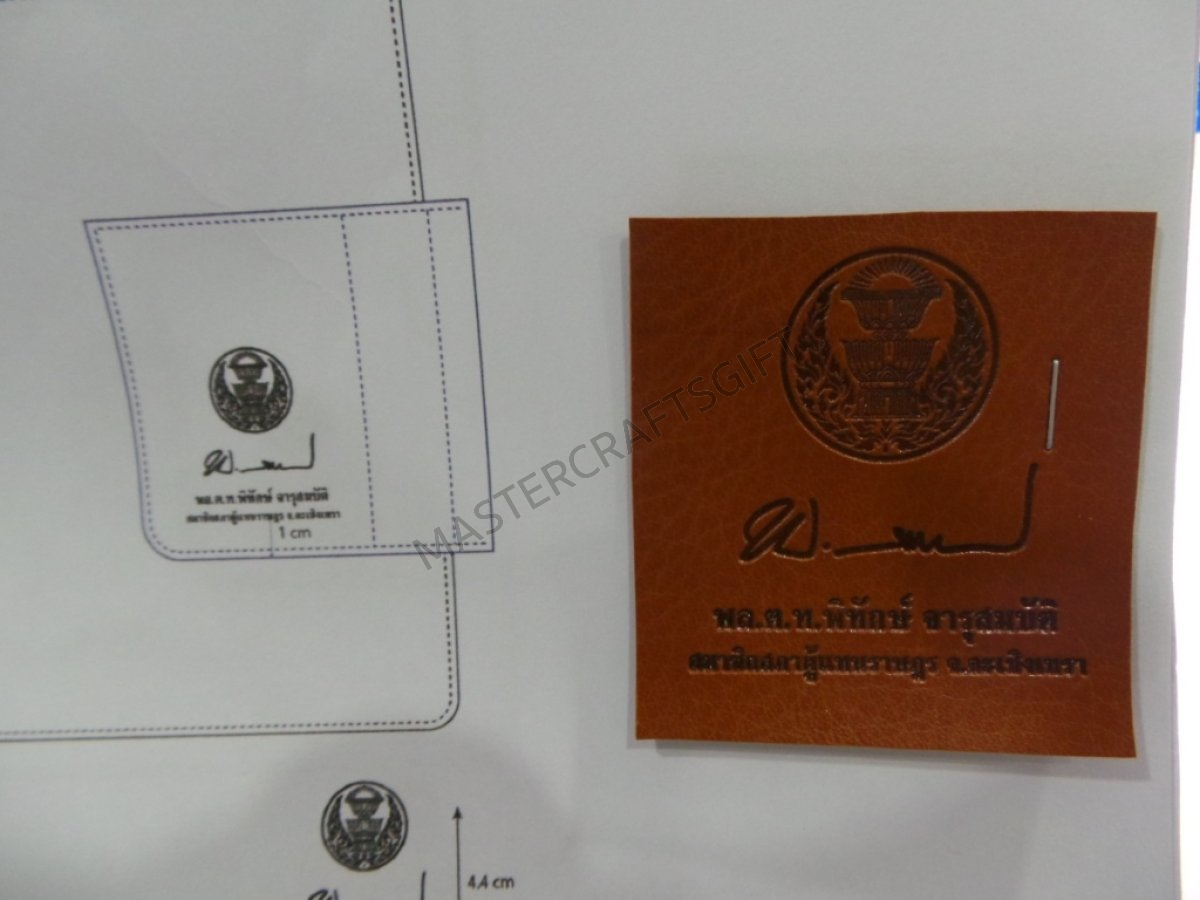 พล.ต.ท.พิทักษ์ จารุสมบัติ
สมาชิกสภาผู้แทนราษฎร จ.ฉะเชิงเทรา
1 cm
MASTERCRAFTSGIFT
พล.ต.ท.พิทักษ์ จารุสมบัติ
สมาชิกสภาผู้แทนราษฎร จ.ฉะเชิงเทรา
4.4 cm